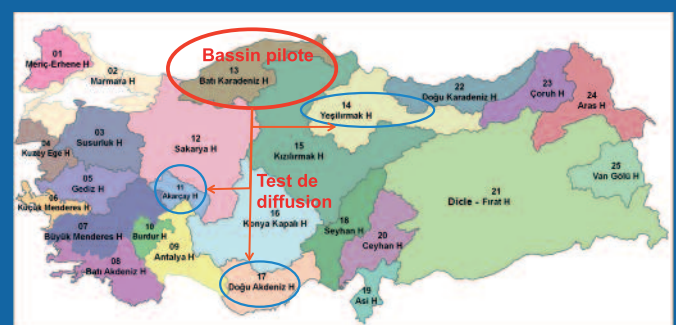 Bassin pilote
01
Meriç-Erhene H
02
Marmara H
13
Batı Karadeniz H
22
Doğu Karadeniz H
23
Çoruh H
24
Aras H
14
Yeşilırmak H
03
Susurluk H
04
Kuzey Ege H
12
Sakarya H
15
Kızılırmak H
25
Van Gölü H
05
Gediz H
11
Akarçay H
Test de
diffusion
06
Küçük Menderes H
16
Konya Kapalı H
21
Dicle - Fırat H
07
Büyük Menderes H
10
Burdur H
18
Seyhan H
20
Ceyhan H
09
Antalya H
08
Batı Akdeniz H
17
Doğu Akdeniz H
19
Asi H